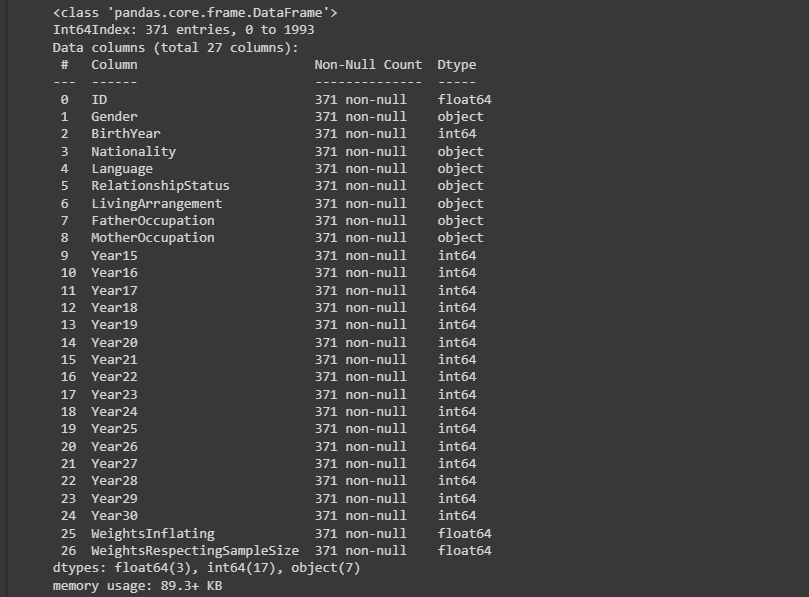 <class 'pandas.core.frame.DataFrame'>
Int64Index: 371 entries, 0 to 1993
Data columns (total 27 columns):
 #   Column                      Non-Null Count  Dtype
---  ------                      --------------  -----
 0   ID                          371 non-null    float64
 1   Gender                      371 non-null    object
 2   BirthYear                   371 non-null    int64
 3   Nationality                 371 non-null    object
 4   Language                    371 non-null    object
 5   RelationshipStatus          371 non-null    object
 6   LivingArrangement           371 non-null    object
 7   FatherOccupation            371 non-null    object
 8   MotherOccupation            371 non-null    object
 9   Year15                      371 non-null    int64
 10  Year16                      371 non-null    int64
 11  Year17                      371 non-null    int64
 12  Year18                      371 non-null    int64
 13  Year19                      371 non-null    int64
 14  Year20                      371 non-null    int64
 15  Year21                      371 non-null    int64
 16  Year22                      371 non-null    int64
 17  Year23                      371 non-null    int64
 18  Year24                      371 non-null    int64
 19  Year25                      371 non-null    int64
 20  Year26                      371 non-null    int64
 21  Year27                      371 non-null    int64
 22  Year28                      371 non-null    int64
 23  Year29                      371 non-null    int64
 24  Year30                      371 non-null    int64
 25  WeightsInflating            371 non-null    float64
 26  WeightsRespectingSampleSize  371 non-null    float64
dtypes: float64(3), int64(17), object(7)
memory usage: 89.3+ KB